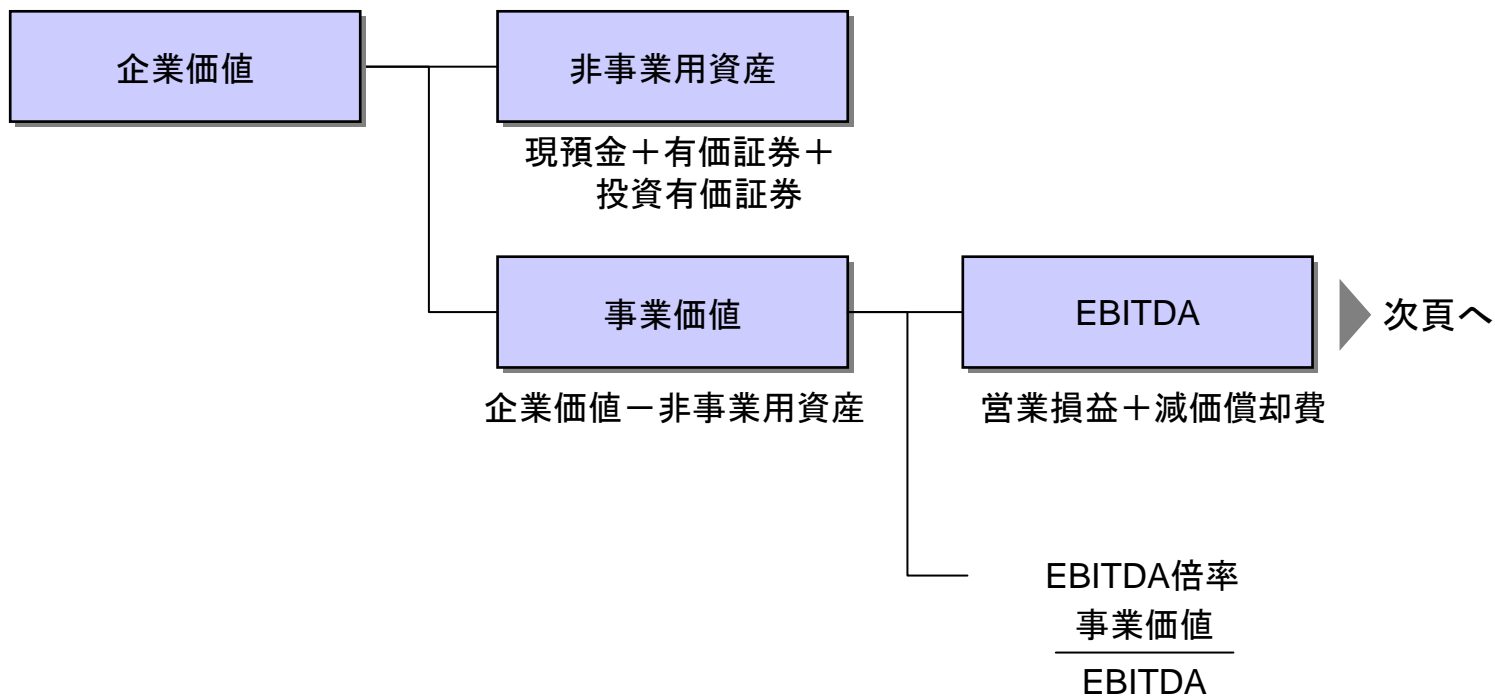 企業価値
非事業用資産
現預金＋有価証券＋
投資有価証券
事業価値
企業価値－非事業用資産
EBITDA
営業損益＋減価償却費
次頁へ
EBITDA倍率
事業価値
EBITDA